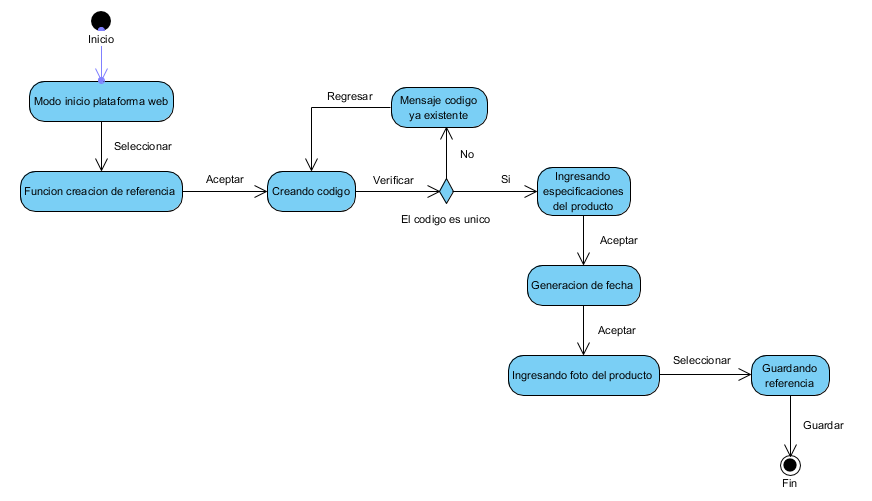 Inicio
Modo inicio plataforma web
Seleccionar
Funcion creacion de referencia
Aceptar
Creando codigo
Regresar
Mensaje codigo
ya existente
Verificar
No
El codigo es unico
Si
Ingresando
especificaciones
del producto
Aceptar
Generacion de fecha
Aceptar
Ingresando foto del producto
Seleccionar
Guardando
referencia
Guardar
Fin